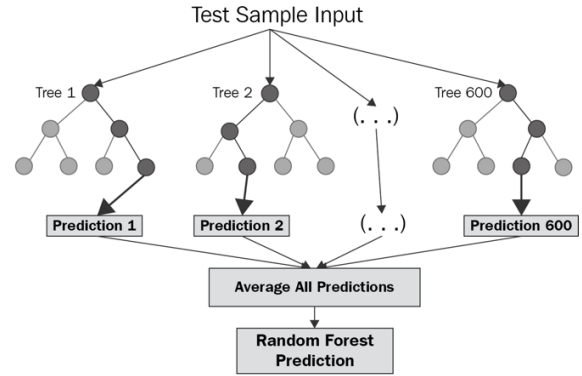 Test Sample Input
Tree 1
Tree 2
(. . .)
Tree 600
(. . .)
Prediction 1
Prediction 2
Prediction 600
Average All Predictions
Random Forest
Prediction